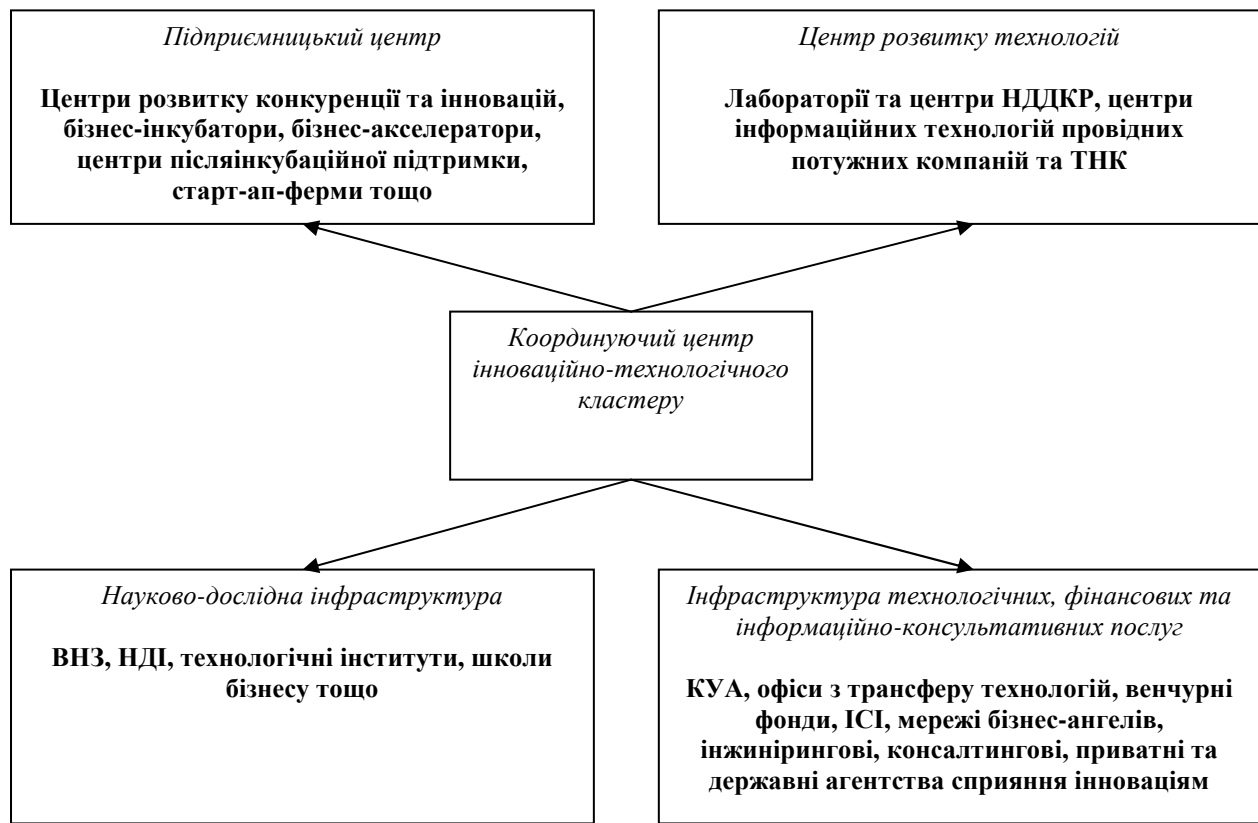 Підприємницький центр
Центри розвитку конкуренції та інновацій,
бізнес-інкубатори, бізнес-акселератори,
центри післяінкубаційної підтримки,
старт-ап-ферми тощо
Центр розвитку технологій
Лабораторії та центри НДДКР, центри
інформаційних технологій провідних
потужних компаній та ТНК
Координуючий центр
інноваційно-технологічного
кластеру
Науково-дослідна інфраструктура
ВНЗ, НДІ, технологічні інститути, школи
бізнесу тощо
Інфраструктура технологічних, фінансових та
інформаційно-консультативних послуг
КУА, офіси з трансферу технологій, венчурні
фонди, ІСІ, мережі бізнес-ангелів,
інжинірингові, консалтингові, приватні та
державні агентства сприяння інноваціям